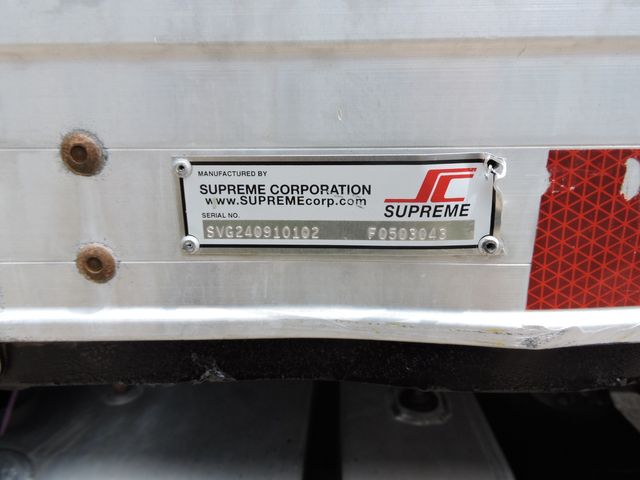 MANUFACTURED BY
SUPREME CORPORATION
www.SUPREMEcorp.com
SERIAL NO.
SVG240910102 F0503043
SC
SUPREME